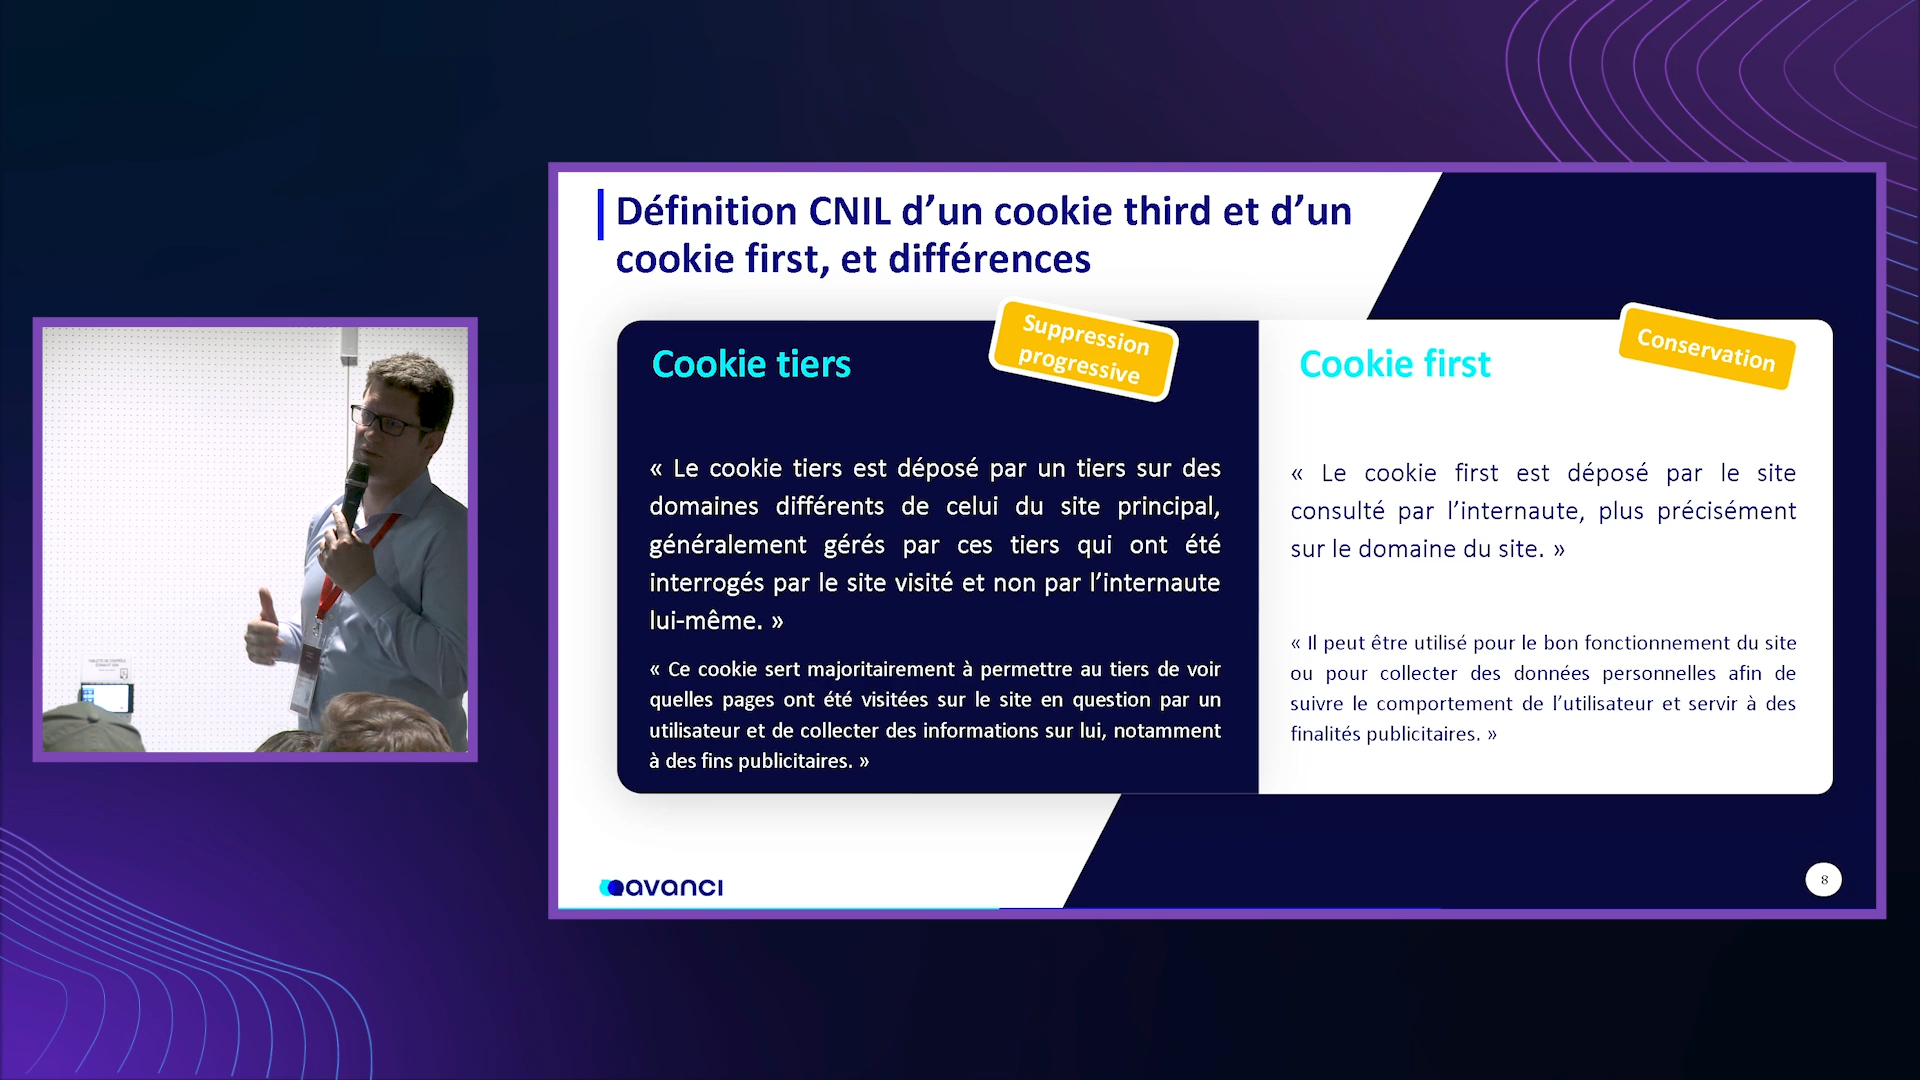 Définition CNIL d’un cookie third et d’un
cookie first, et différences
Cookie tiers
Suppression
progressive
« Le cookie tiers est déposé par un tiers sur des
domaines différents de celui du site principal,
généralement gérés par ces tiers qui ont été
interrogés par le site visité et non par l’internaute
lui-même. »
« Ce cookie sert majoritairement à permettre au tiers de voir
quelles pages ont été visitées sur le site en question par un
utilisateur et de collecter des informations sur lui, notamment
à des fins publicitaires. »
Cookie first
Conservation
« Le cookie first est déposé par le site
consulté par l’internaute, plus précisément
sur le domaine du site. »
« Il peut être utilisé pour le bon fonctionnement du site
ou pour collecter des données personnelles afin de
suivre le comportement de l’utilisateur et servir à des
finalités publicitaires. »
avanci
8